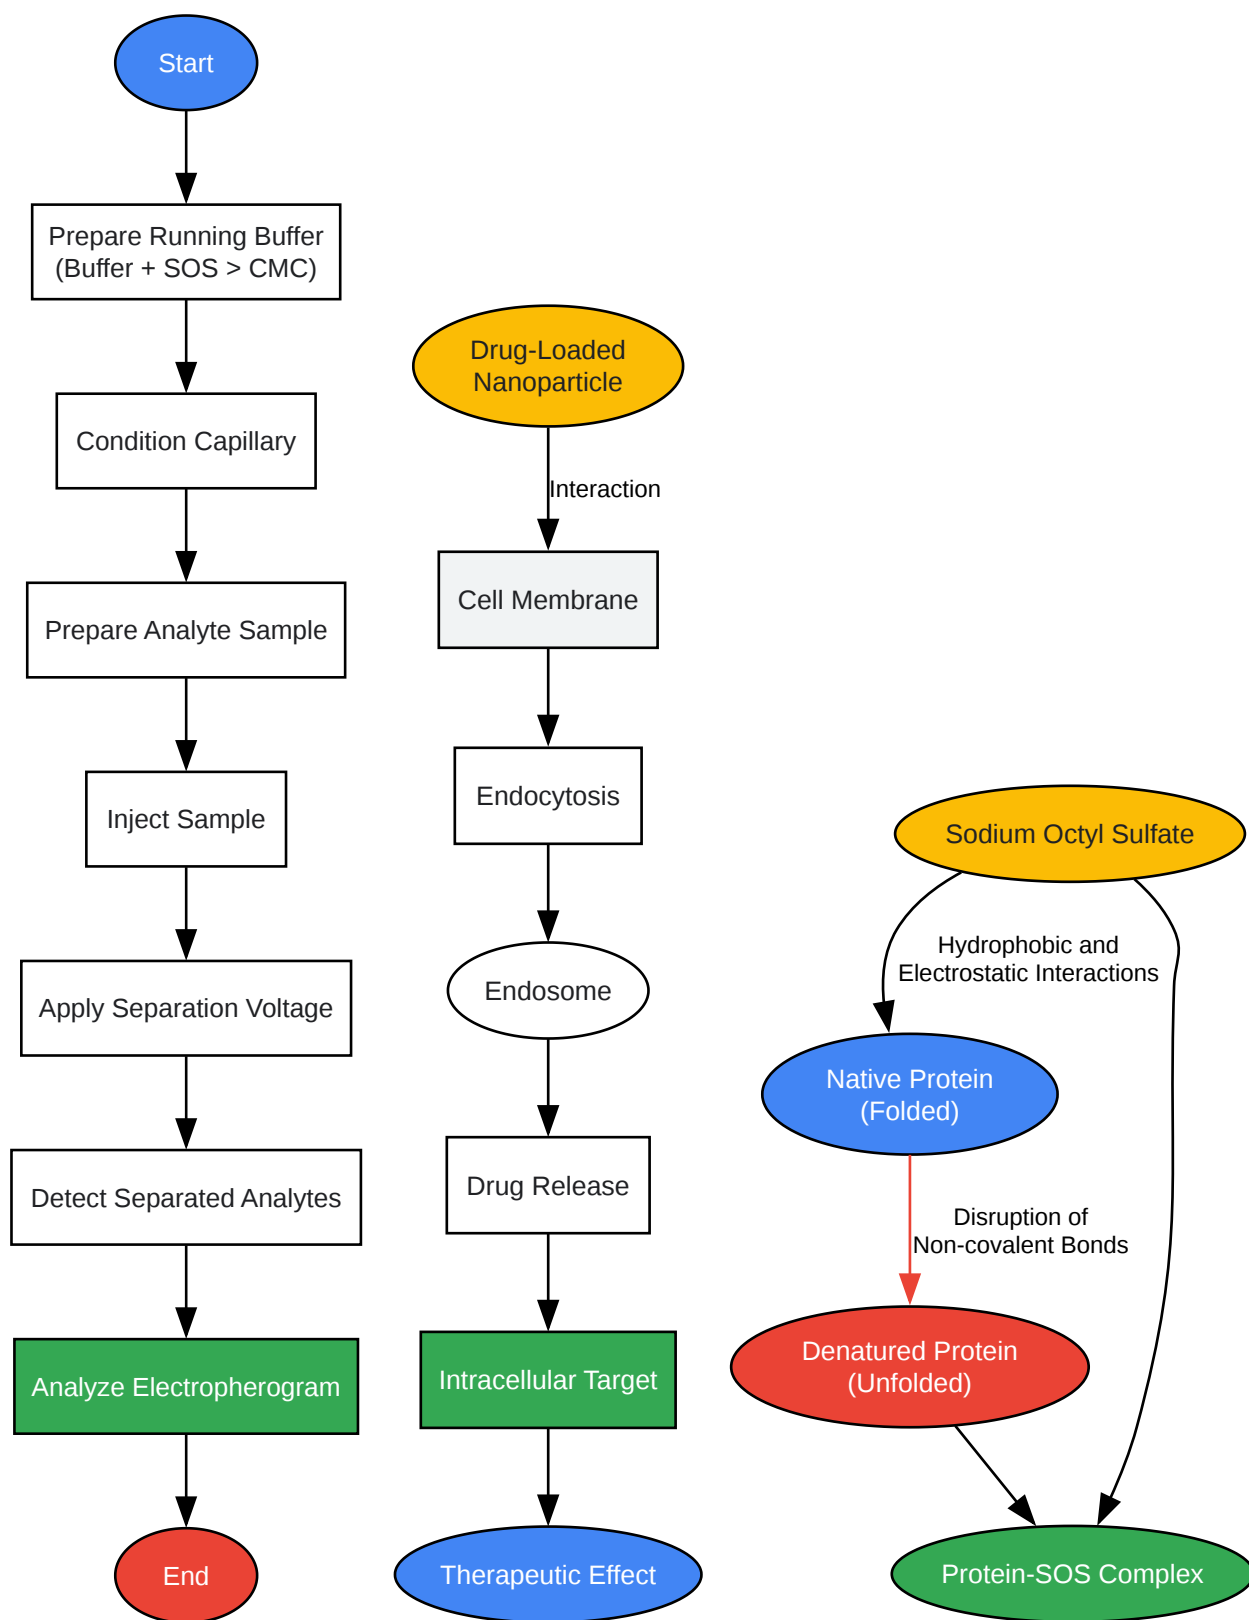 Start
Prepare Running Buffer
(Buffer + SOS > CMC)
Condition Capillary
Prepare Analyte Sample
Inject Sample
Apply Separation Voltage
Detect Separated Analytes
Analyze Electropherogram
End
Drug-Loaded
Nanoparticle
Interaction
Cell Membrane
Endocytosis
Endosome
Drug Release
Intracellular Target
Therapeutic Effect
Sodium Octyl Sulfate
Hydrophobic and
Electrostatic Interactions
Native Protein
(Folded)
Disruption of
Non-covalent Bonds
Denatured Protein
(Unfolded)
Protein-SOS Complex